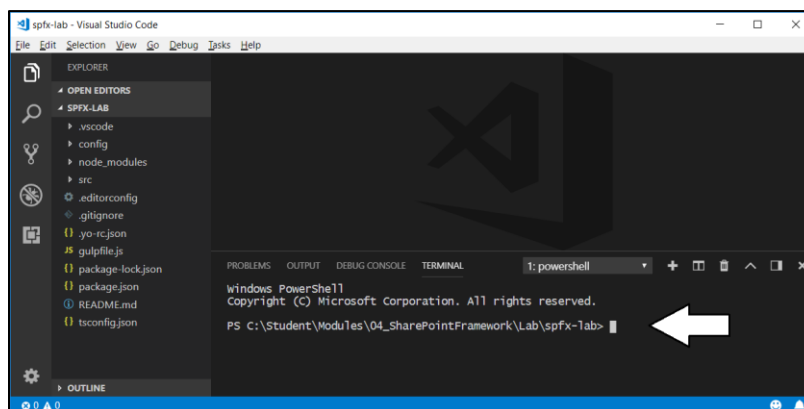 spfx-lab - Visual Studio Code
File Edit Selection View Go Debug Tasks Help
EXPLORER
OPEN EDITORS
SPFX-LAB
.vscode
config
node_modules
src
.editorconfig
.gitignore
{} .yo-rc.json
JS gulpfile.js
{} package-lock.json
{} package.json
README.md
{} tsconfig.json
OUTLINE
PROBLEMS OUTPUT DEBUG CONSOLE TERMINAL 1: powershell
Windows PowerShell
Copyright (C) Microsoft Corporation. All rights reserved.
PS C:\Student\Modules\04_SharePointFramework\Lab\spfx-lab>
0 0